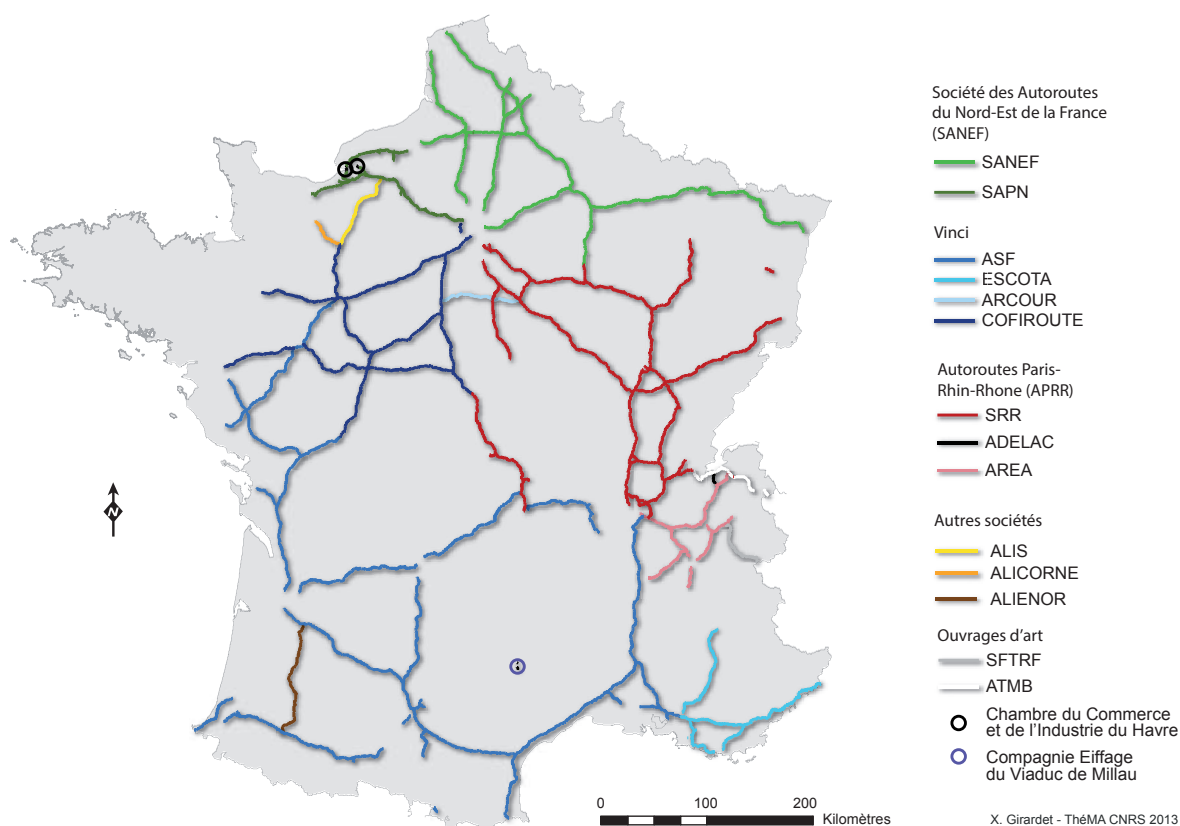 Société des Autoroutes
du Nord-Est de la France
(SANEF)
SANEF
SAPN
Vinci
ASF
ESCOTA
ARCOUR
COFIROUTE
Autoroutes Paris-
Rhin-Rhone (APRR)
SRR
ADELAC
AREA
Autres sociétés
ALIS
ALICORNE
ALIENOR
Ouvrages d'art
SFTRF
ATMB
Chambre du Commerce
et de l'Industrie du Havre
Compagnie Eiffage
du Viaduc de Millau
N
0 100 200
Kilomètres
X. Girardet - ThéMA CNRS 2013